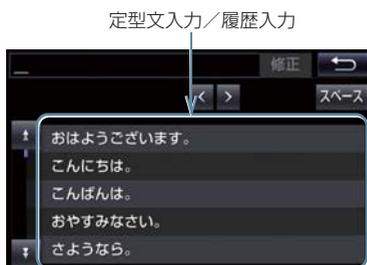 定型文入力／履歴入力
_ 修正
< > スペース
おはようございます。
こんにちは。
こんばんは。
おやすみなさい。
さようなら。